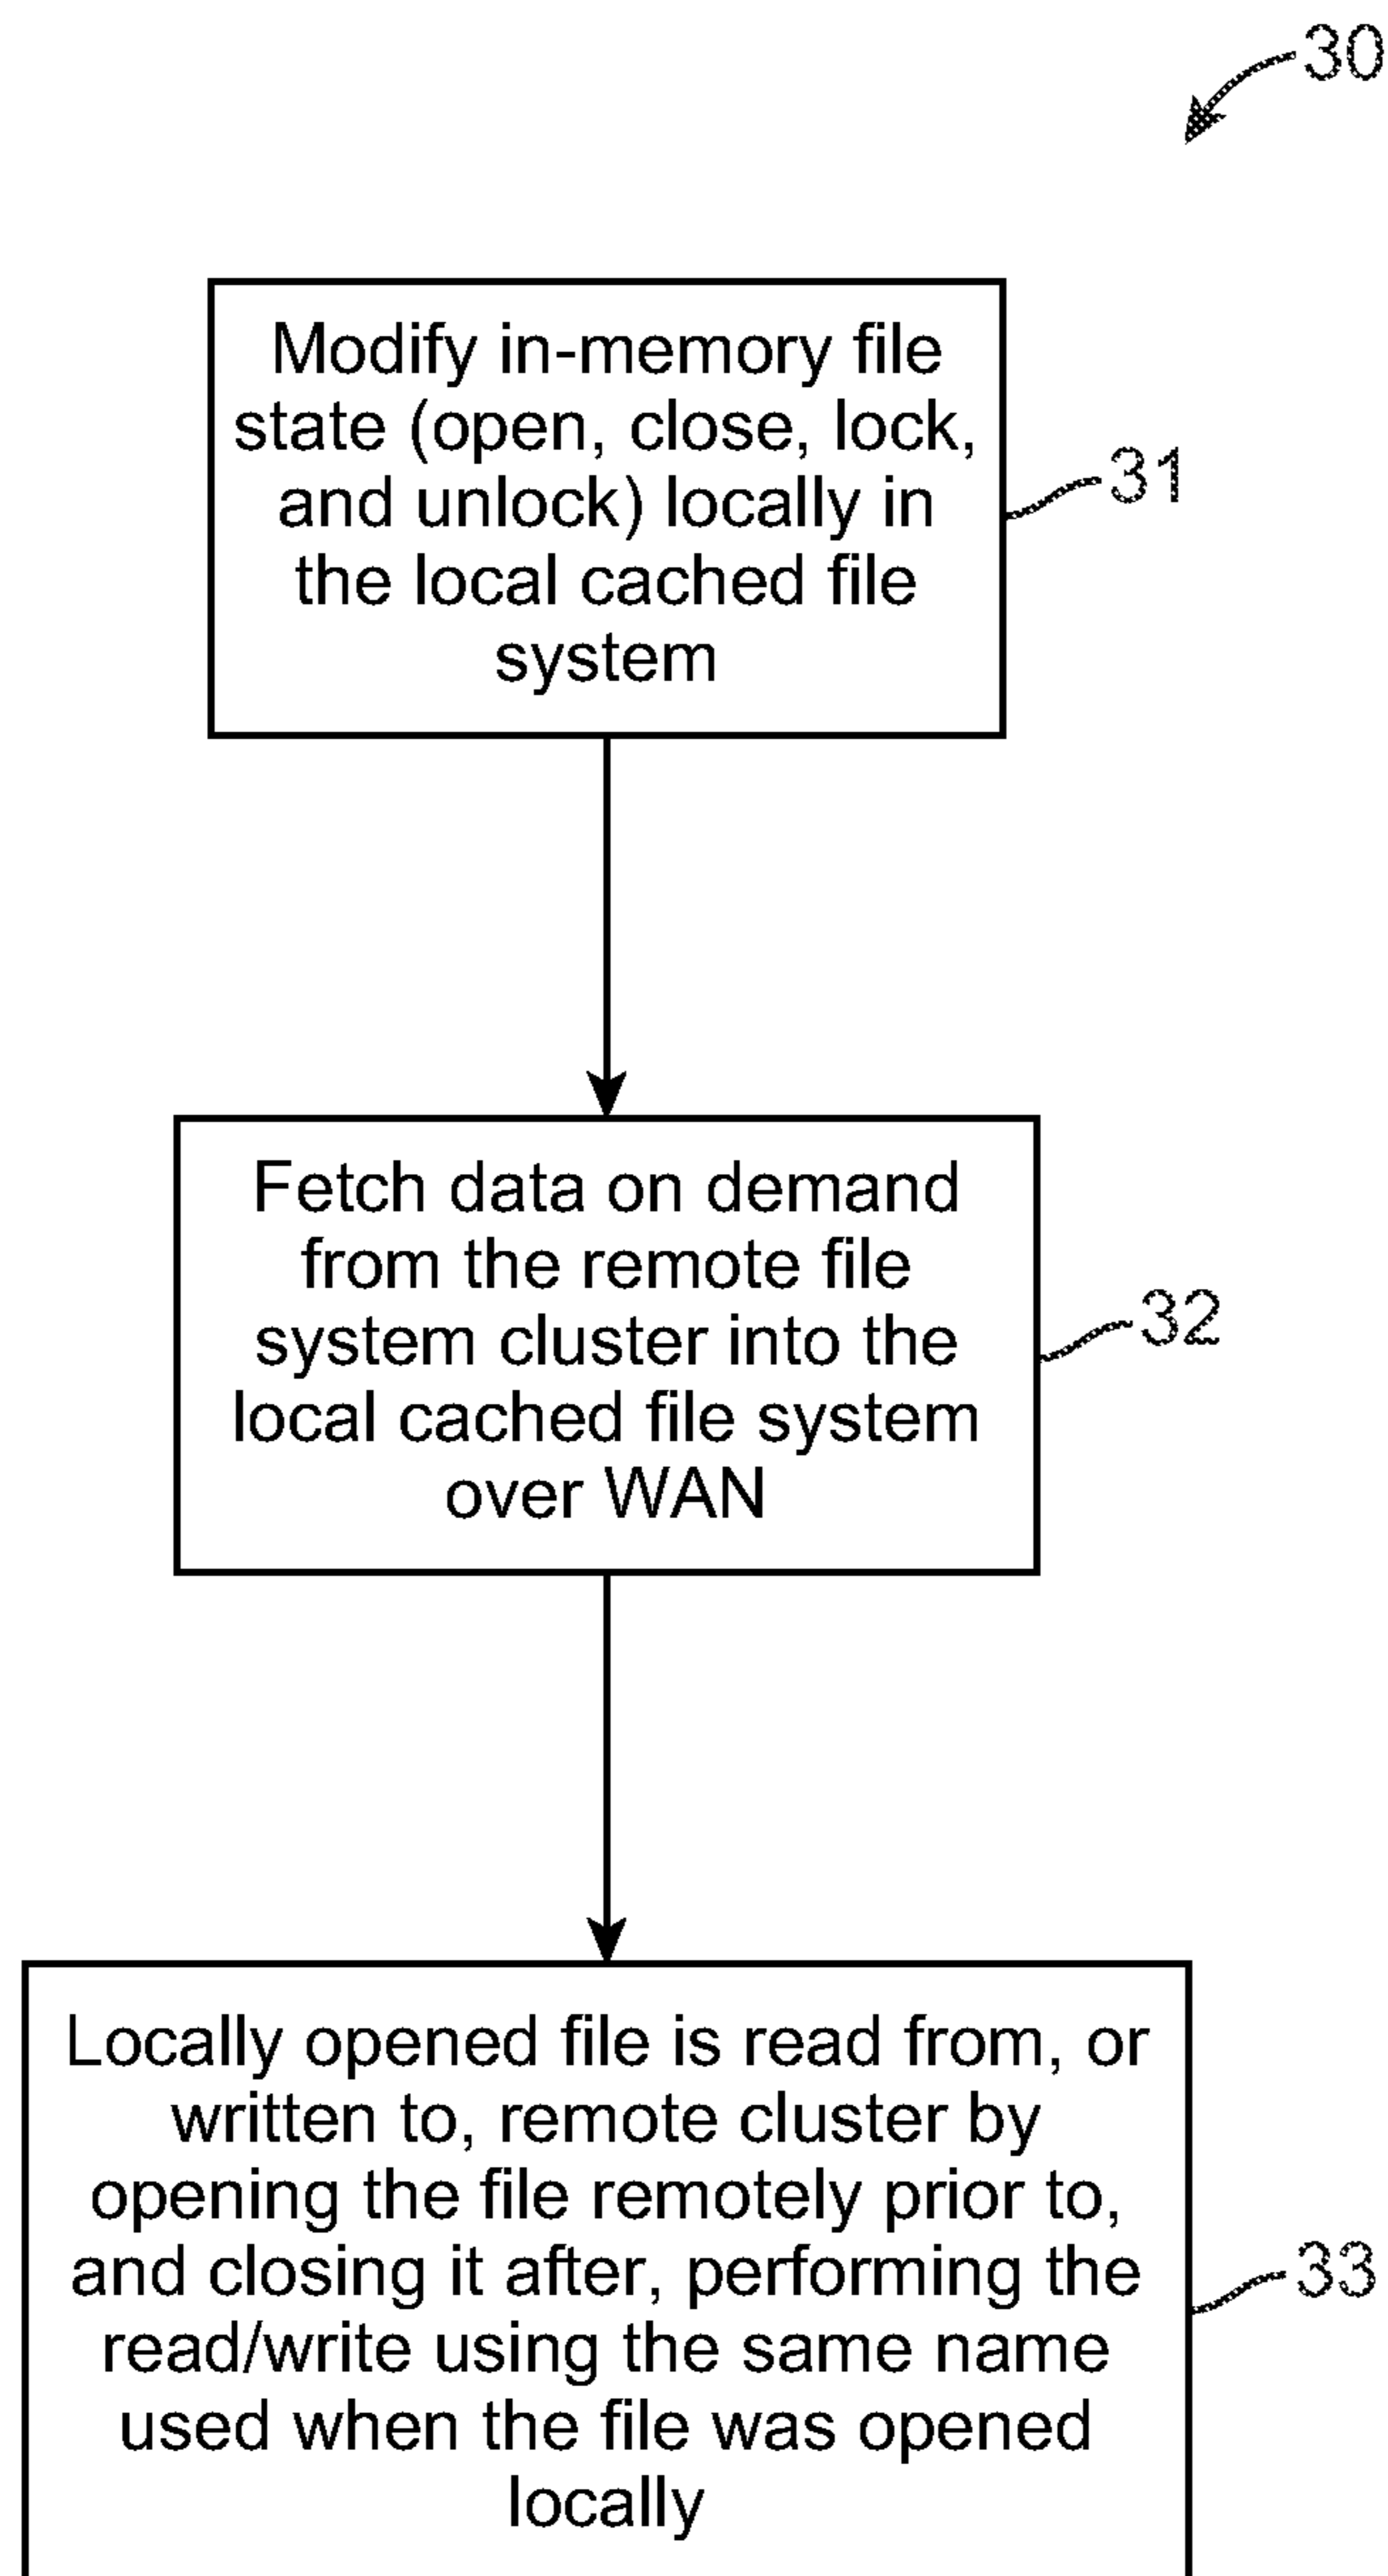 30
Modify in-memory file
state (open, close, lock,
and unlock) locally in
the local cached file
system
31
Fetch data on demand
from the remote file
system cluster into the
local cached file system
over WAN
32
Locally opened file is read from, or
written to, remote cluster by
opening the file remotely prior to,
and closing it after, performing the
read/write using the same name
used when the file was opened
locally
33